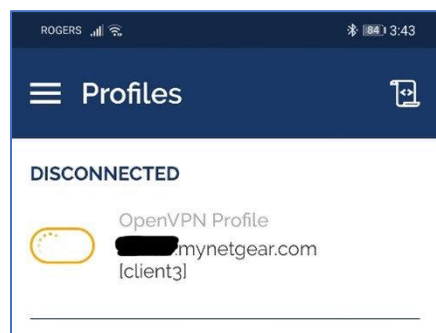 ROGERS 84 3:43
Profiles
DISCONNECTED
OpenVPN Profile
.mynetgear.com
[client3]